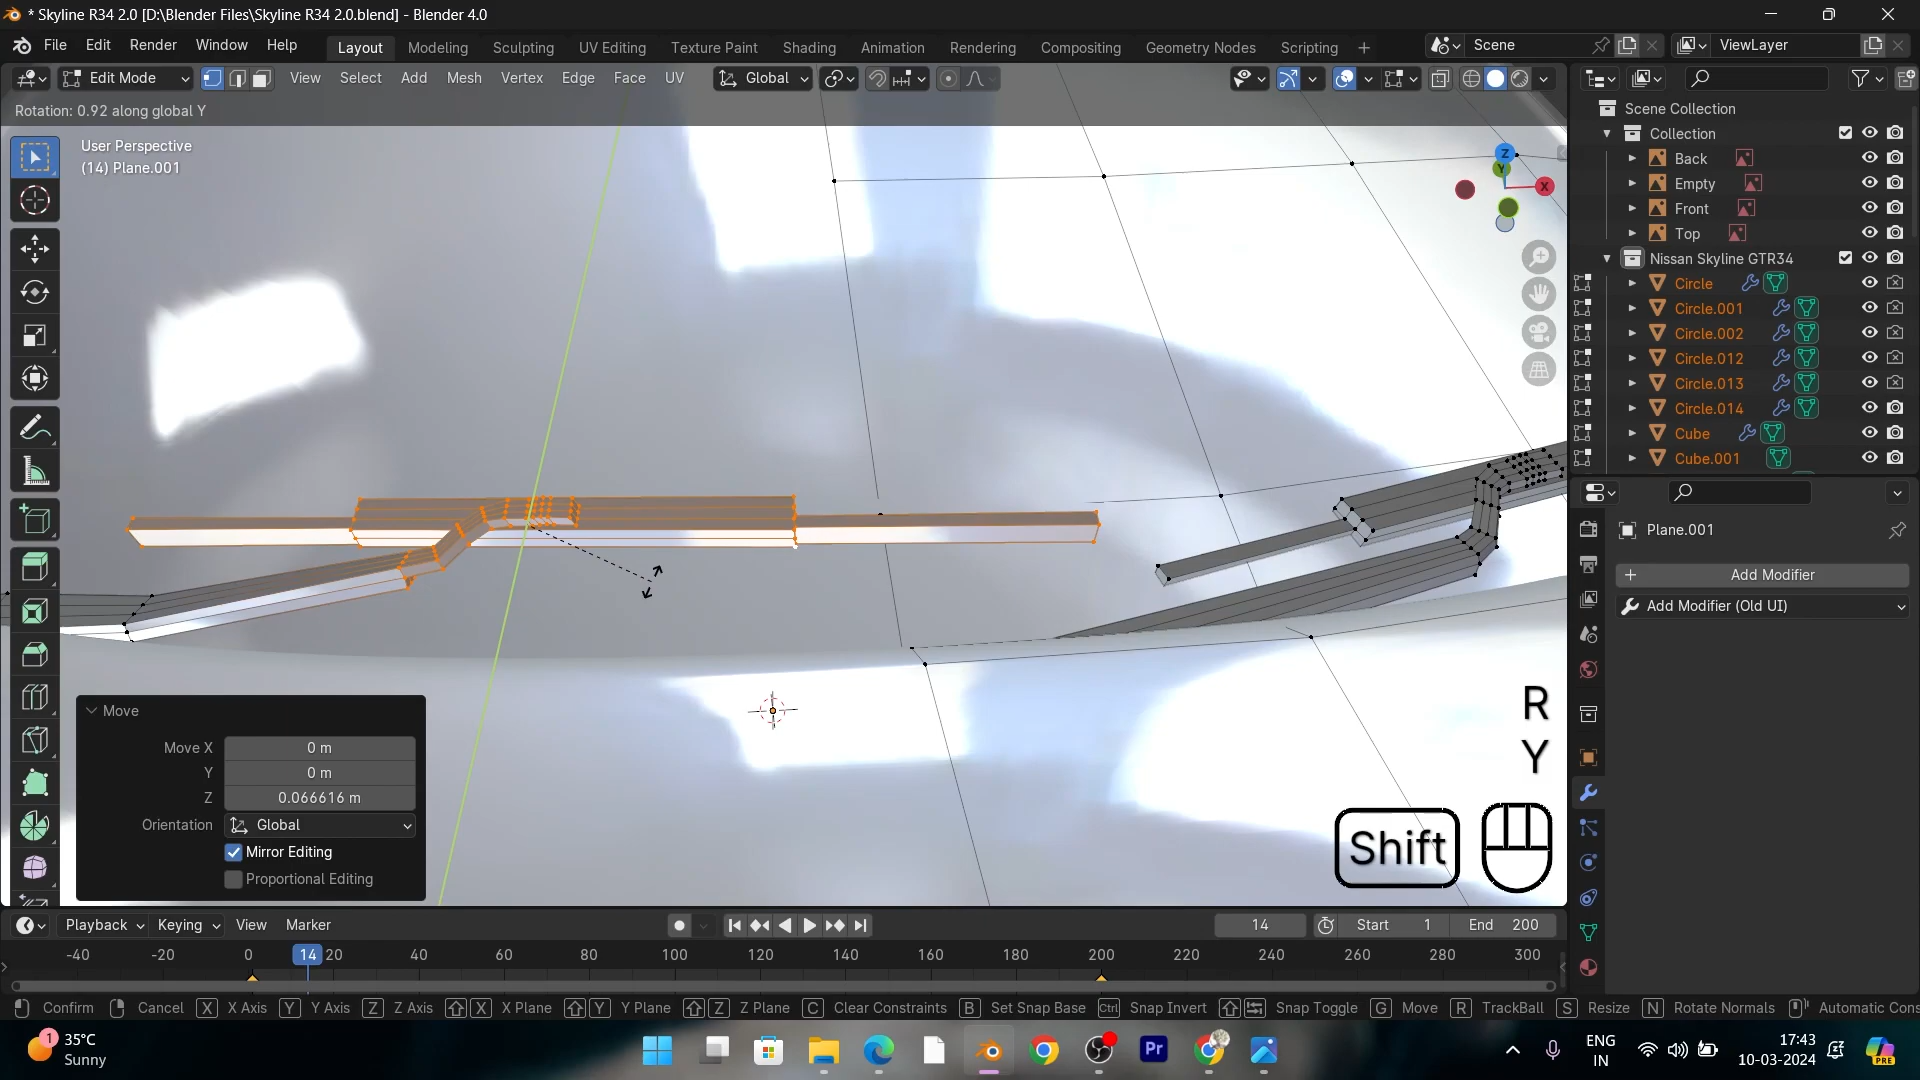 * Skyline R34 2.0 [D:\Blender Files\Skyline R34 2.0.blend] - Blender 4.0
File Edit Render Window Help Layout Modeling Sculpting UV Editing Texture Paint Shading Animation Rendering Compositing Geometry Nodes Scripting + Scene ViewLayer
Edit Mode View Select Add Mesh Vertex Edge Face UV Global
Rotation: 0.92 along global Y
User Perspective
(14) Plane.001
Z
Y
X
Scene Collection
Collection
Back
Empty
Front
Top
Nissan Skyline GTR34
Circle
Circle.001
Circle.002
Circle.012
Circle.013
Circle.014
Cube
Cube.001
Plane.001
+ Add Modifier
Add Modifier (Old UI)
R
Y
Shift
Move
Move X 0 m
Y 0 m
Z 0.066616 m
Orientation Global
Mirror Editing
Proportional Editing
Playback Keying View Marker 14 Start 1 End 200
-40 -20 0 14 20 40 60 80 100 120 140 160 180 200 220 240 260 280 300
Confirm Cancel X X Axis Y Y Axis Z Z Axis X X Plane Y Y Plane Z Z Plane C Clear Constraints B Set Snap Base Ctrl Snap Invert Snap Toggle G Move R TrackBall S Resize N Rotate Normals Automatic Cons
1
35°C
Sunny
Pr
ENG
IN
17:43
10-03-2024
PRE